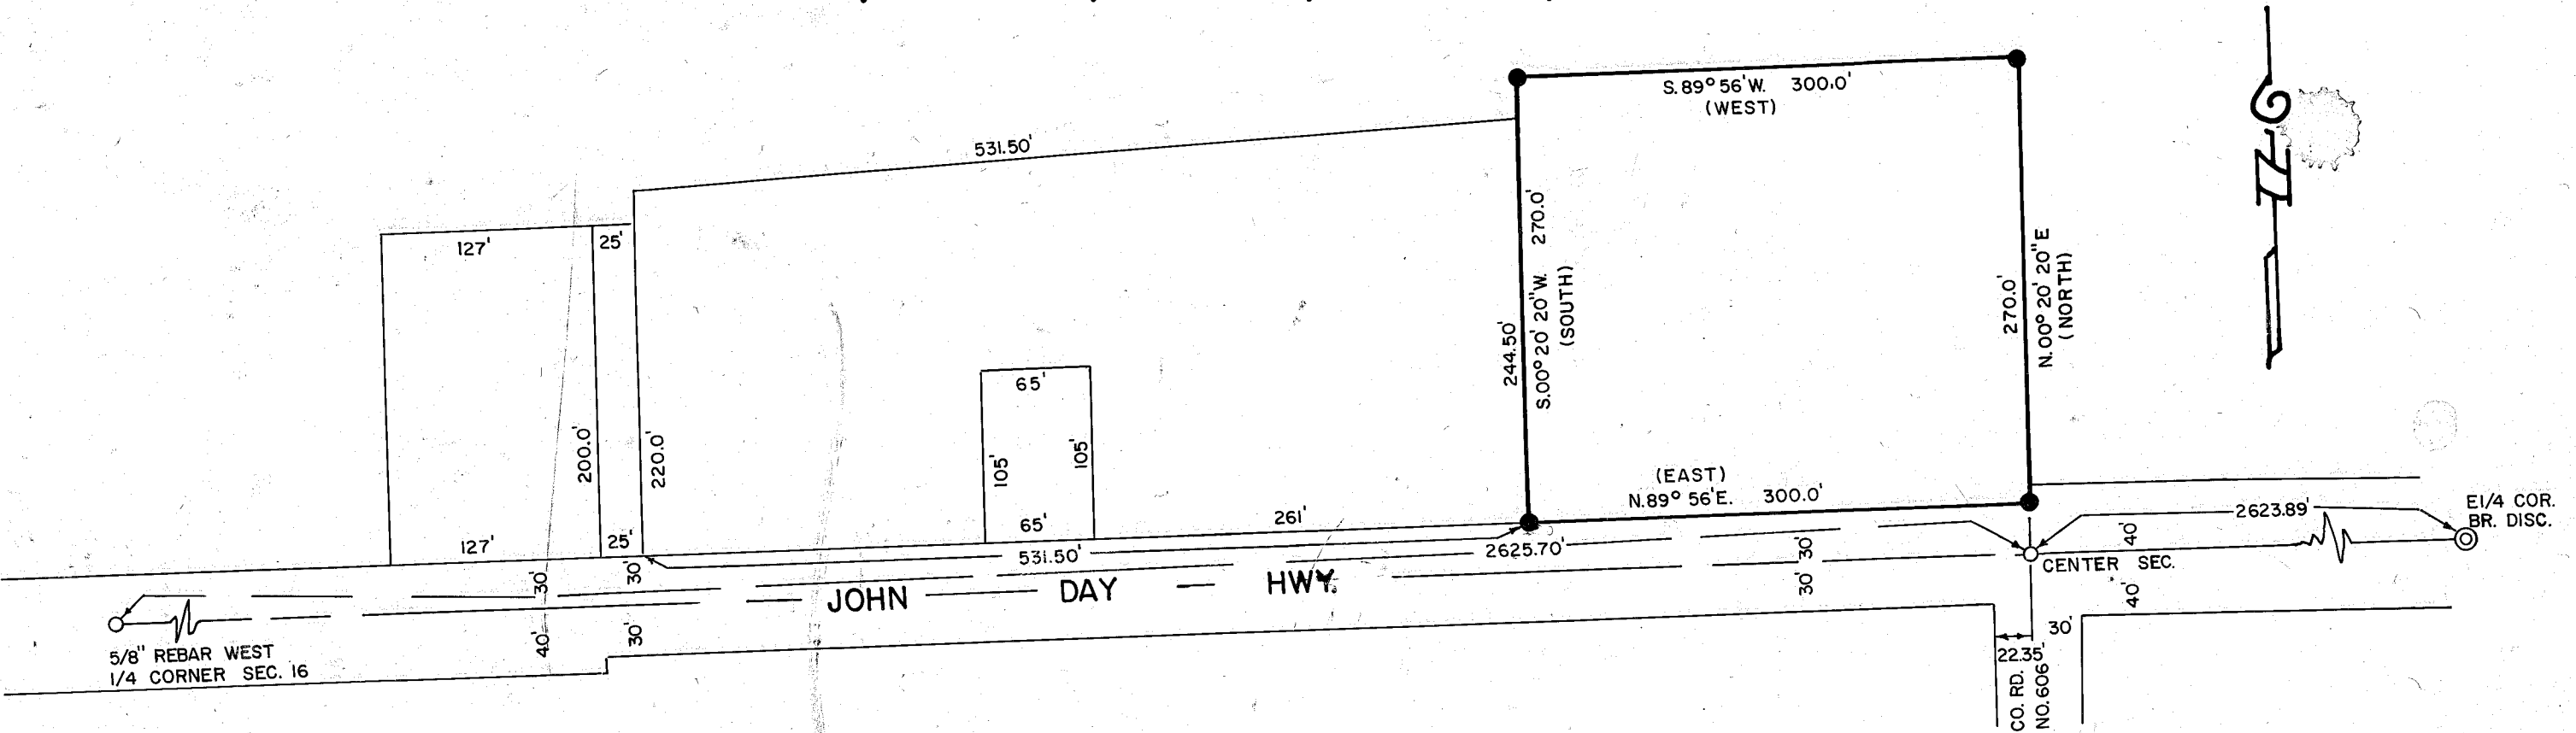 S. 89° 56' W. 300.0'
(WEST)
531.50'
127'
25'
200.0'
220.0'
127'
25'
65'
105'
105'
65'
261'
531.50'
244.50'
S.00° 20' 20" W. 270.0'
(SOUTH)
270.0'
N.00° 20' 20" E
(NORTH)
(EAST)
N.89° 56' E. 300.0'
2625.70'
2623.89'
E1/4 COR.
BR. DISC.
CENTER SEC.
40'
40'
30'
30'
30'
30'
30'
40'
JOHN DAY HWY.
5/8" REBAR WEST
1/4 CORNER SEC. 16
30'
22.35'
CO. RD.
NO. 606
N